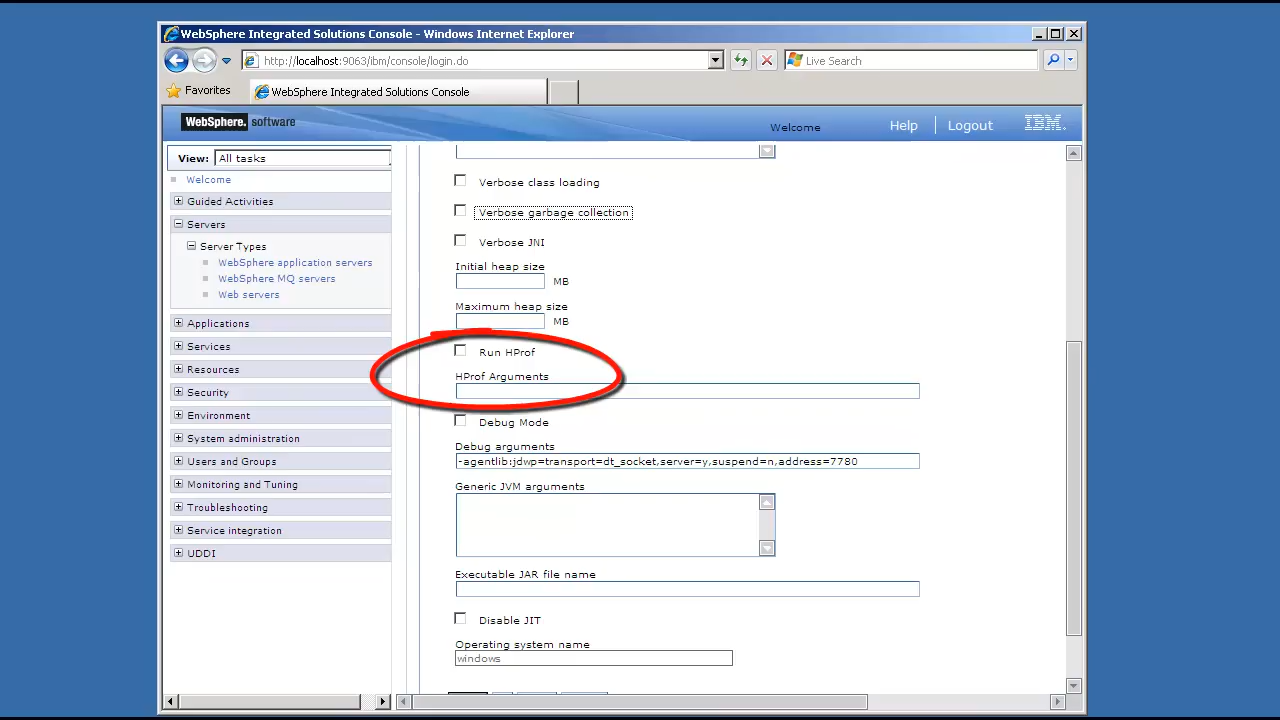 WebSphere Integrated Solutions Console - Windows Internet Explorer
http://localhost:9063/ibm/console/login.do
Live Search
Favorites
WebSphere Integrated Solutions Console
WebSphere. software
Welcome
Help
Logout
IBM.
View: All tasks
Welcome
Guided Activities
Servers
Server Types
WebSphere application servers
WebSphere MQ servers
Web servers
Applications
Services
Resources
Security
Environment
System administration
Users and Groups
Monitoring and Tuning
Troubleshooting
Service integration
UDDI
Verbose class loading
Verbose garbage collection
Verbose JNI
Initial heap size
MB
Maximum heap size
MB
Run HProf
HProf Arguments
Debug Mode
Debug arguments
-agentlib:jdwp=transport=dt_socket,server=y,suspend=n,address=7780
Generic JVM arguments
Executable JAR file name
Disable JIT
Operating system name
windows